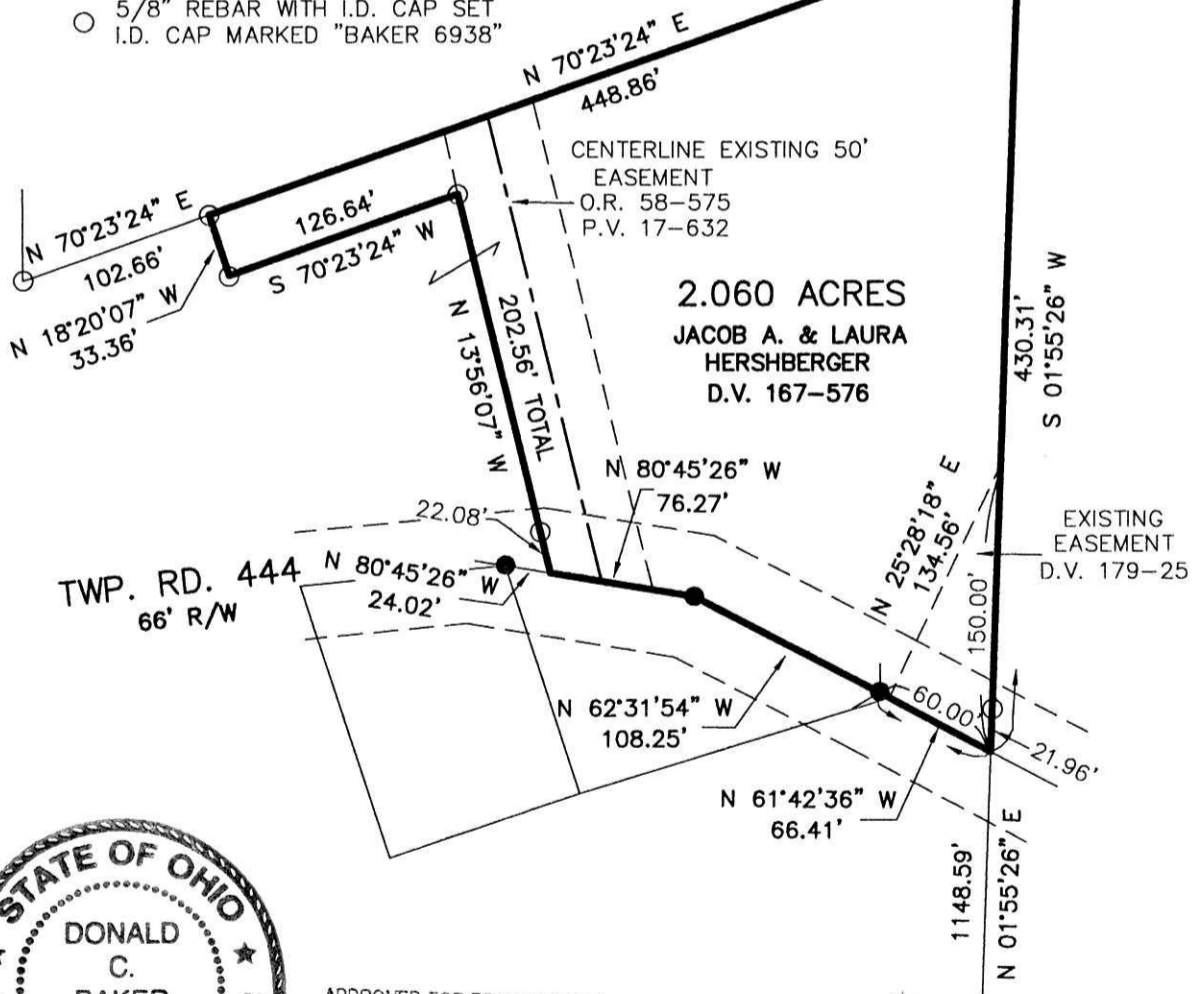 5/8" REBAR WITH I.D. CAP SET
I.D. CAP MARKED "BAKER 6938"
N 70°23'24" E
448.86'
CENTERLINE EXISTING 50'
EASEMENT
O.R. 58-575
P.V. 17-632
N 70°23'24" E
102.66'
126.64'
S 70°23'24" W
N 18°20'07" W
33.36'
N 13°56'07" W
202.56' TOTAL
2.060 ACRES
JACOB A. & LAURA
HERSHBERGER
D.V. 167-576
430.31'
S 01°55'26" W
N 80°45'26" W
76.27'
22.08'
N 25°28'18" E
134.56'
EXISTING
EASEMENT
D.V. 179-25
TWP. RD. 444
66' R/W
N 80°45'26" W
24.02'
150.00'
60.00'
21.96'
N 62°31'54" W
108.25'
N 61°42'36" W
66.41'
1148.59'
N 01°55'26" E
STATE OF OHIO
DONALD
C.
BAKER